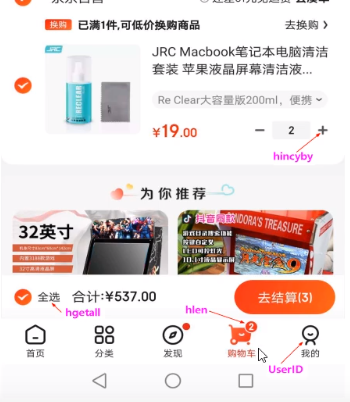 换购 已满1件,可低价换购商品 去换购 >
JRC
JRC Macbook笔记本电脑清洁
套装 苹果液晶屏幕清洁液...
RECLEAN
Re Clear大容量版200ml，便携
¥19.00
− 2 +
hincyby
为你推荐
32英寸
抖音同款
PANDORA'S TREASURE
全选 合计:¥537.00 去结算(3)
hgetall
hlen
2
首页 分类 发现 购物车 我的
UserID